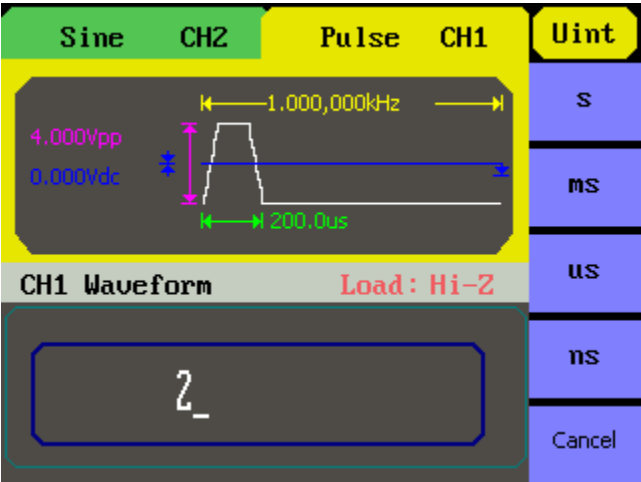 Sine CH2 Pulse CH1 Uint
1.000,000kHz
4.000Vpp
0.000Vdc
200.0us
CH1 Waveform Load: Hi-Z
2_
s
ms
us
ns
Cancel